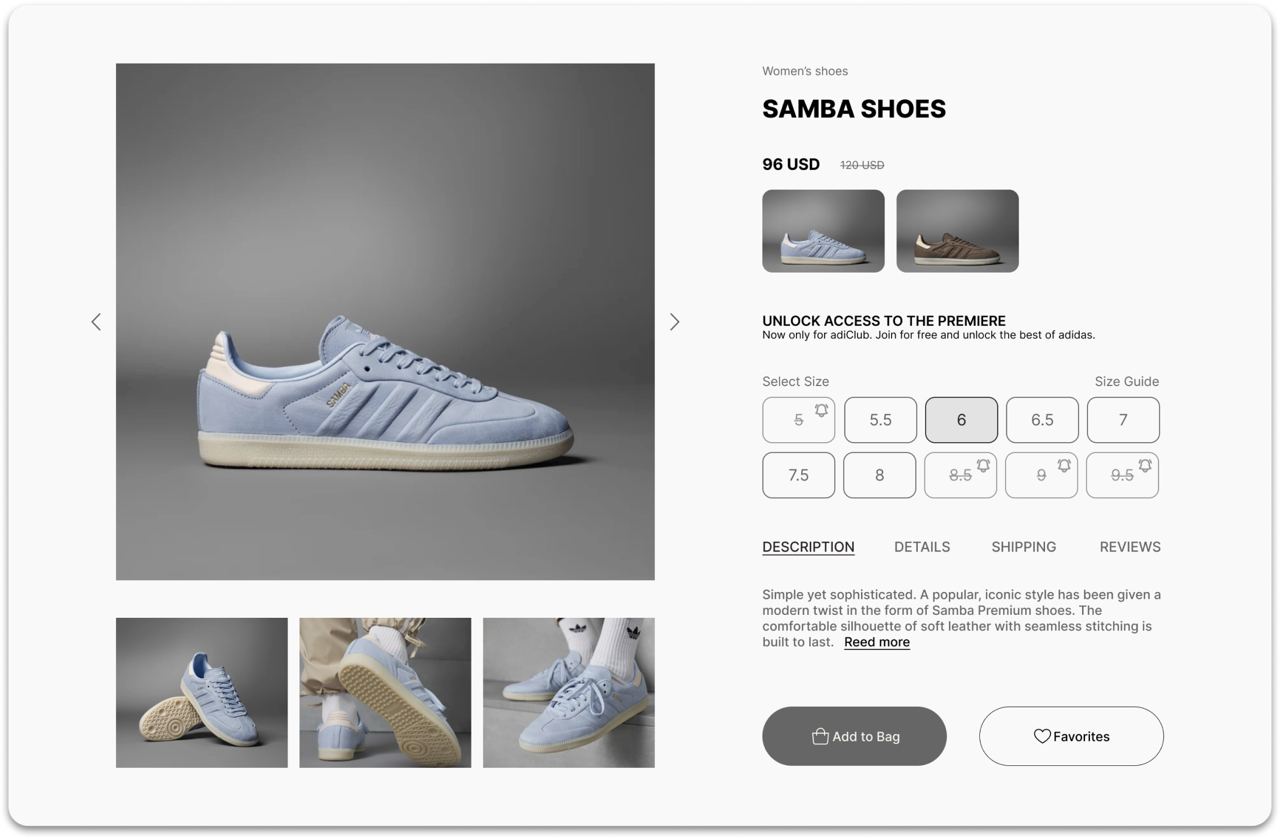 Women's shoes
SAMBA SHOES
96 USD 120 USD
UNLOCK ACCESS TO THE PREMIERE
Now only for adiClub. Join for free and unlock the best of adidas.
Select Size Size Guide
5 5.5 6 6.5 7
7.5 8 8.5 9 9.5
DESCRIPTION DETAILS SHIPPING REVIEWS
Simple yet sophisticated. A popular, iconic style has been given a
modern twist in the form of Samba Premium shoes. The
comfortable silhouette of soft leather with seamless stitching is
built to last. Reed more
Add to Bag Favorites
SAMBA